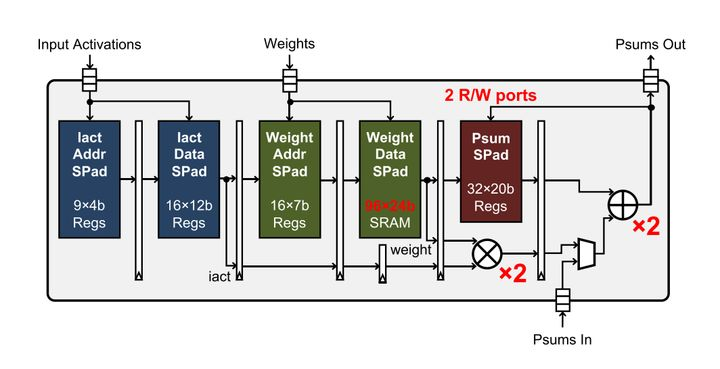 Input Activations
Weights
Psums Out
2 R/W ports
Iact
Addr
SPad
9×4b
Regs
Iact
Data
SPad
16×12b
Regs
Weight
Addr
SPad
16×7b
Regs
Weight
Data
SPad
96×24b
SRAM
Psum
SPad
32×20b
Regs
×2
weight
iact
×2
Psums In